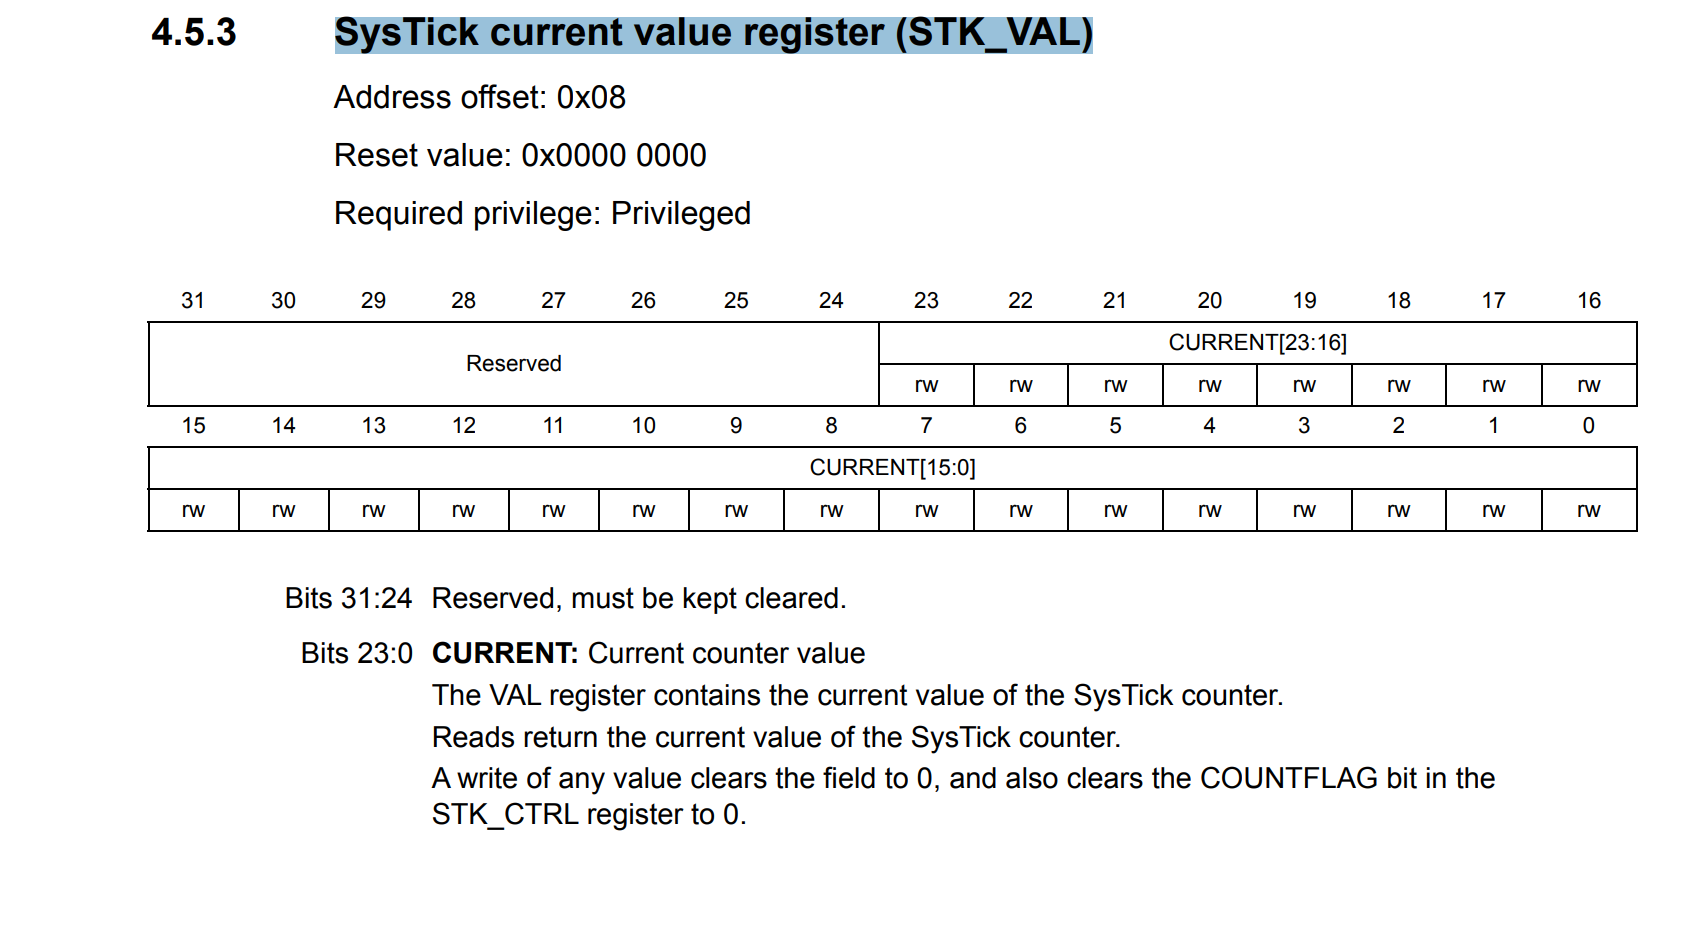 4.5.3 SysTick current value register (STK_VAL)
Address offset: 0x08
Reset value: 0x0000 0000
Required privilege: Privileged
31 30 29 28 27 26 25 24 23 22 21 20 19 18 17 16
Reserved CURRENT[23:16]
rw rw rw rw rw rw rw rw
15 14 13 12 11 10 9 8 7 6 5 4 3 2 1 0
CURRENT[15:0]
rw rw rw rw rw rw rw rw rw rw rw rw rw rw rw rw
Bits 31:24 Reserved, must be kept cleared.
Bits 23:0 CURRENT: Current counter value
The VAL register contains the current value of the SysTick counter.
Reads return the current value of the SysTick counter.
A write of any value clears the field to 0, and also clears the COUNTFLAG bit in the
STK_CTRL register to 0.